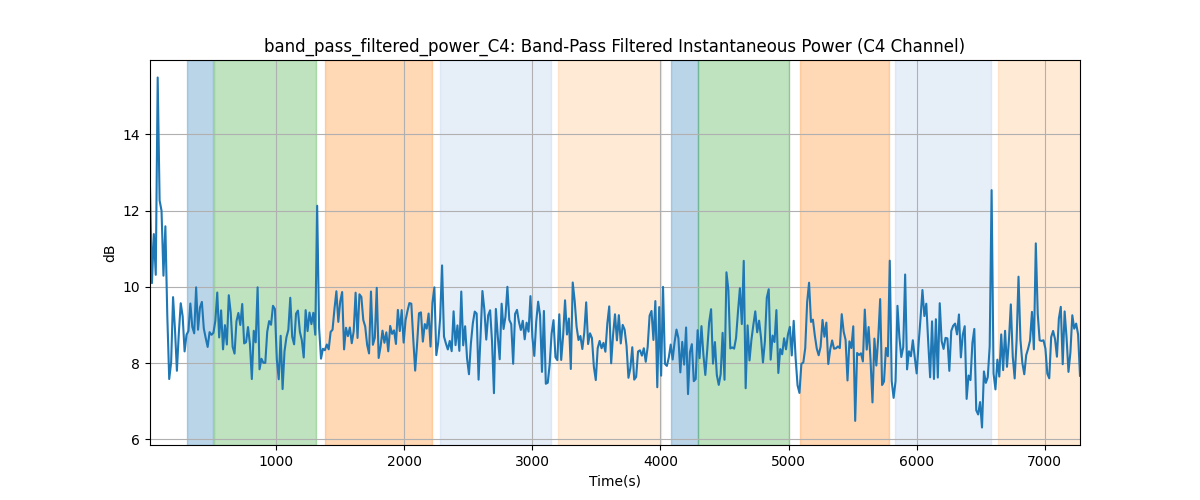 band_pass_filtered_power_C4: Band-Pass Filtered Instantaneous Power (C4 Channel)
14
12
10
8
6
dB
1000 2000 3000 4000 5000 6000 7000
Time(s)